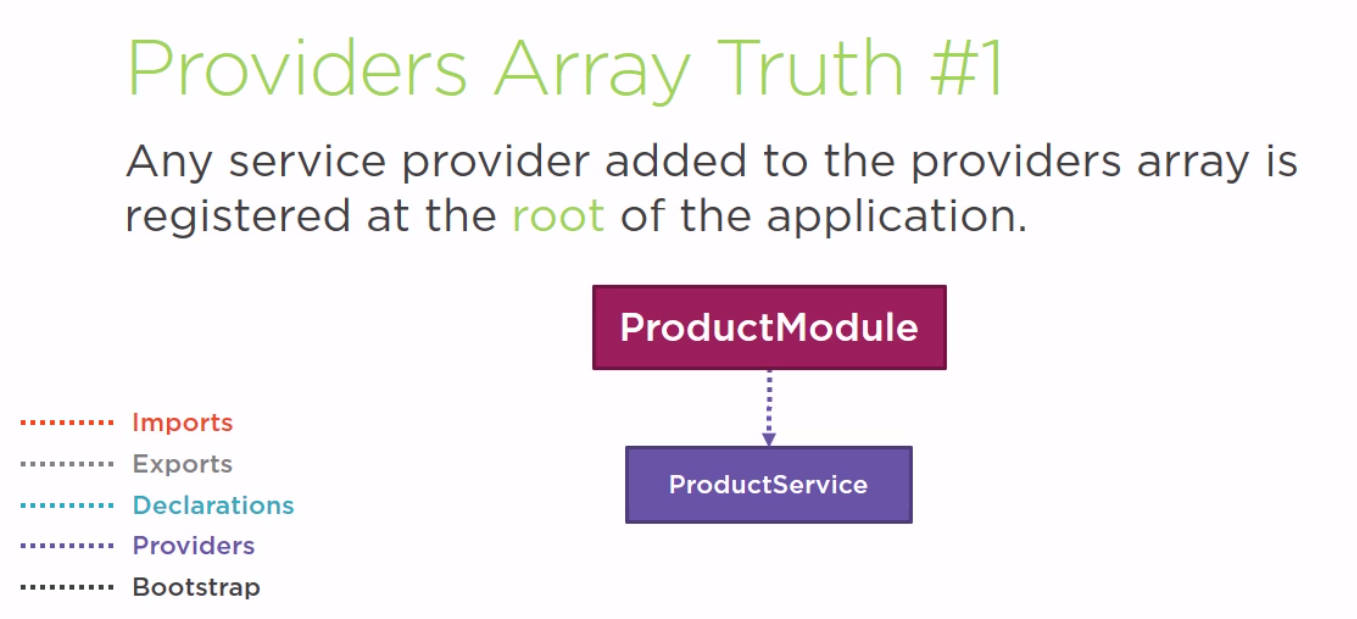 Providers Array Truth #1
Any service provider added to the providers array is
registered at the root of the application.
ProductModule
ProductService
Imports
Exports
Declarations
Providers
Bootstrap